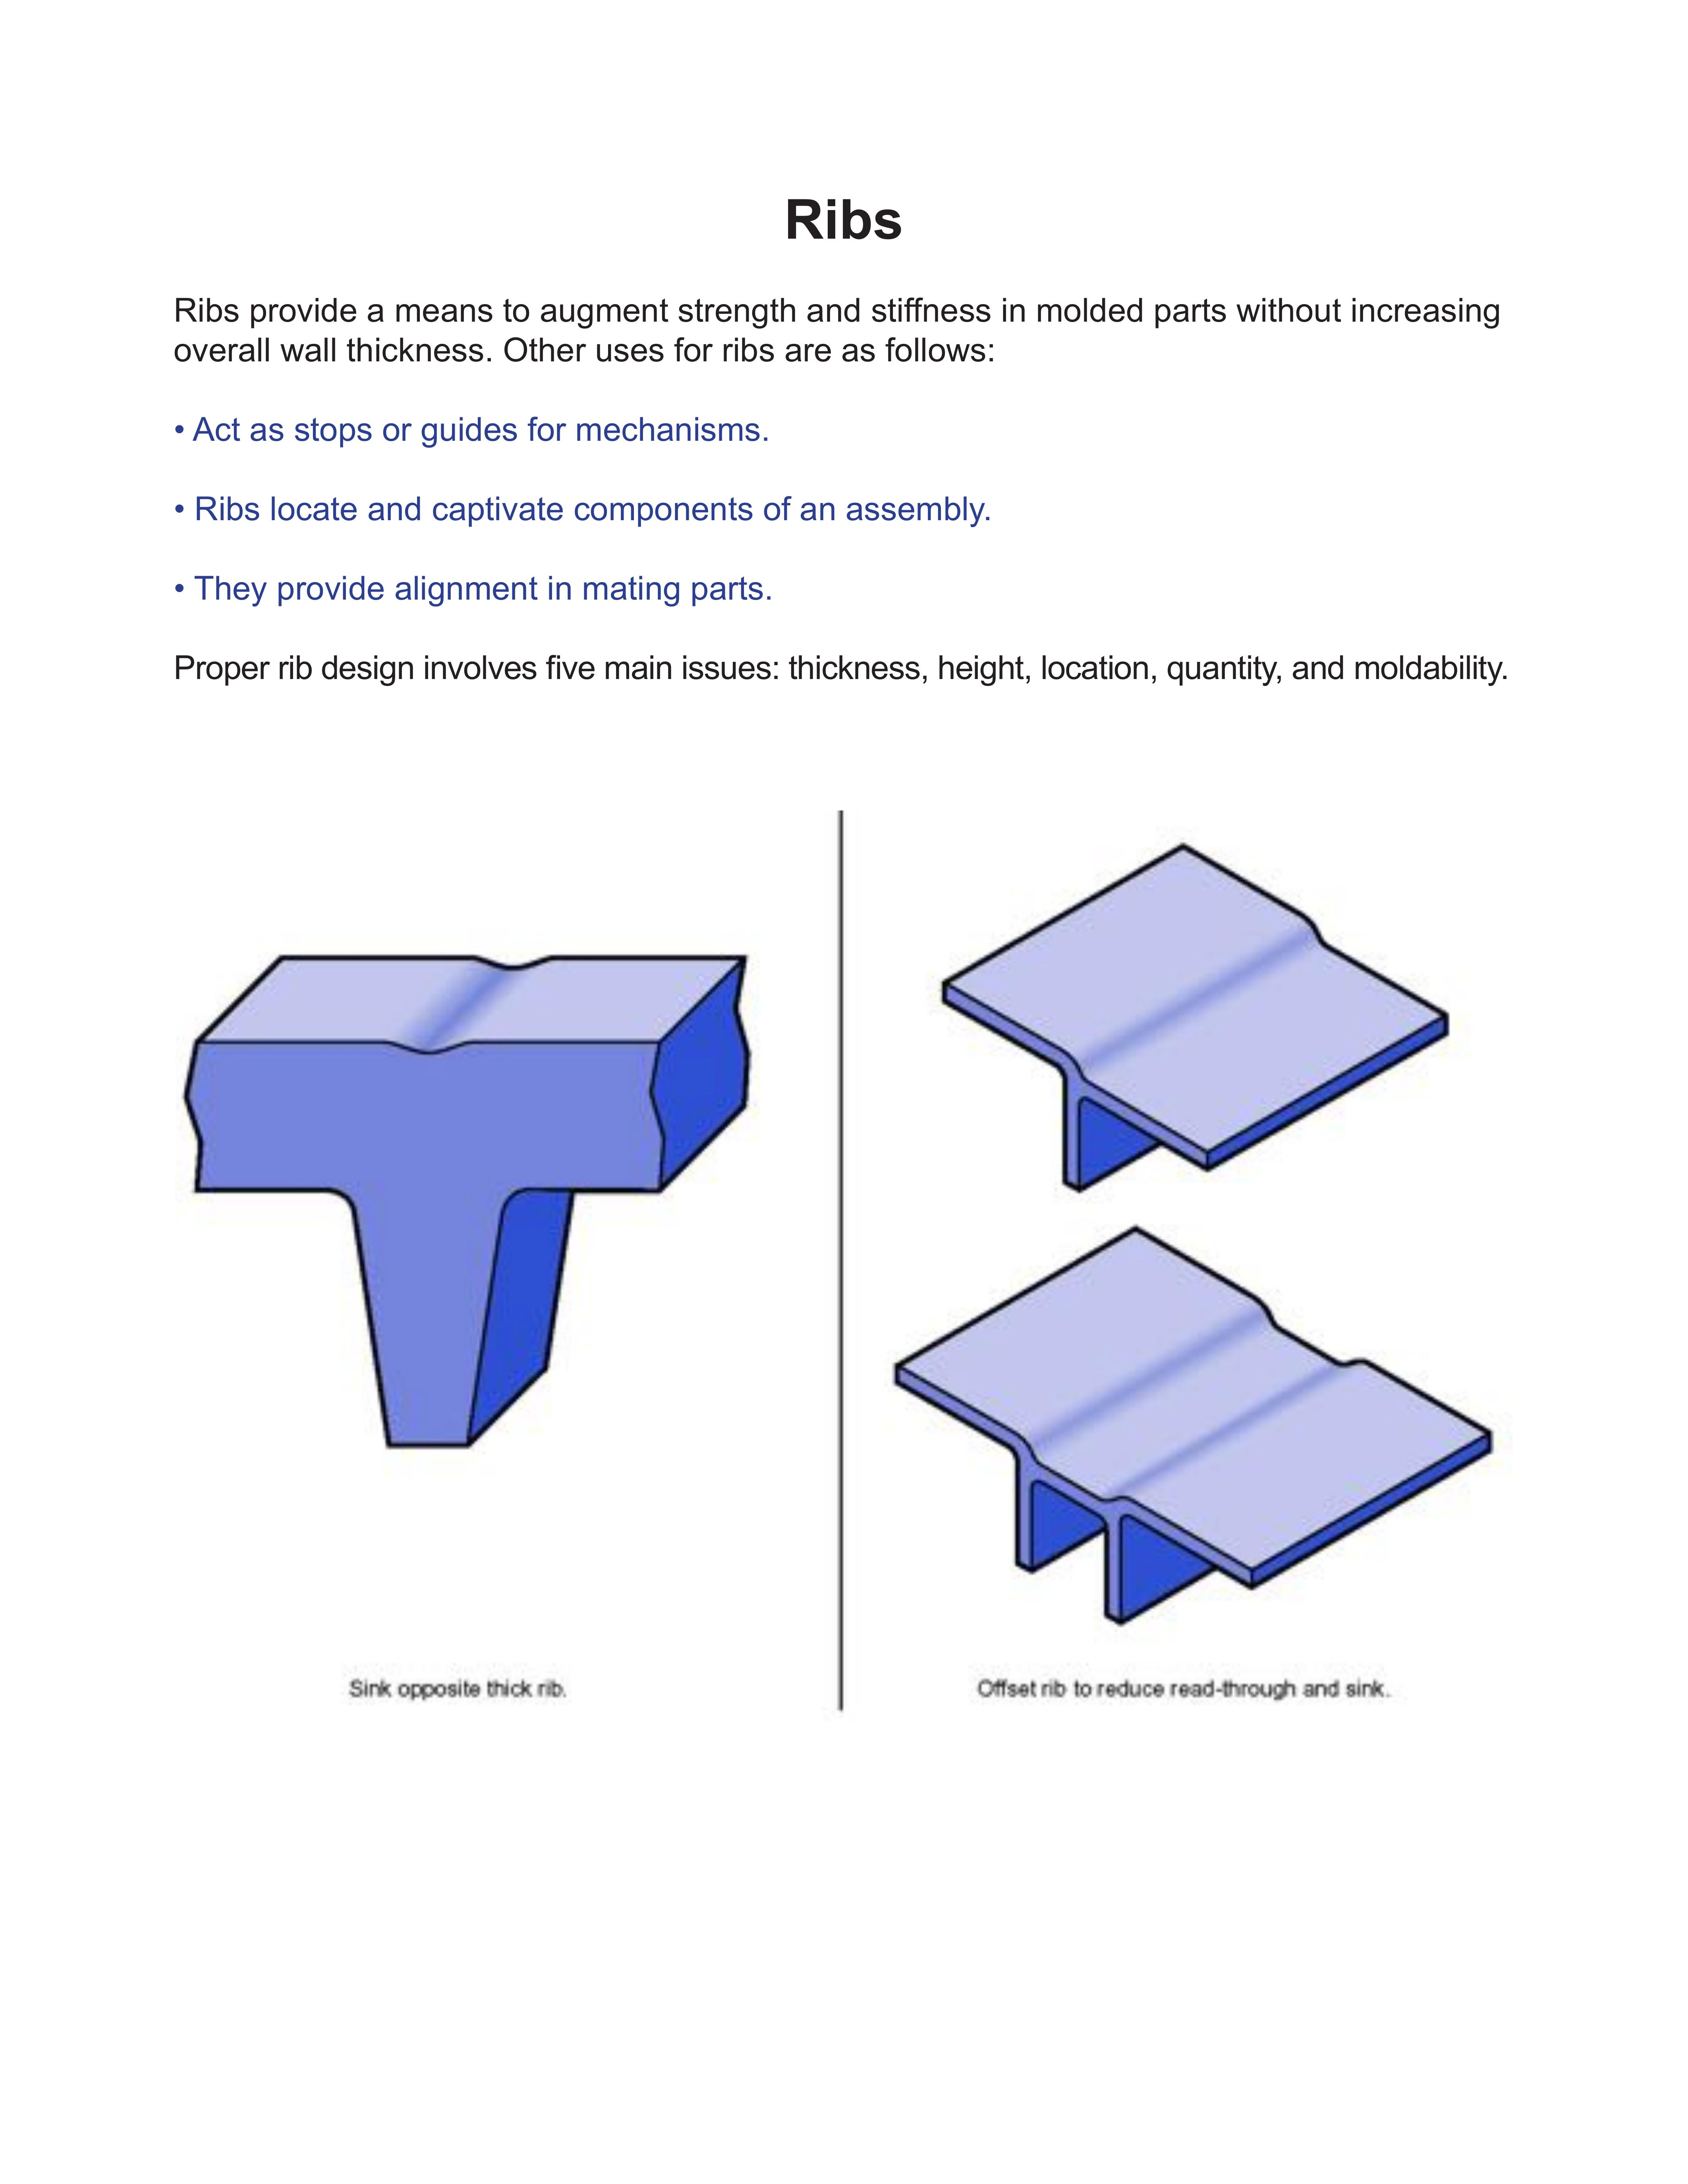 Ribs
Ribs provide a means to augment strength and stiffness in molded parts without increasing
overall wall thickness. Other uses for ribs are as follows:
• Act as stops or guides for mechanisms.
• Ribs locate and captivate components of an assembly.
• They provide alignment in mating parts.
Proper rib design involves five main issues: thickness, height, location, quantity, and moldability.
Sink opposite thick rib.
Offset rib to reduce read-through and sink.